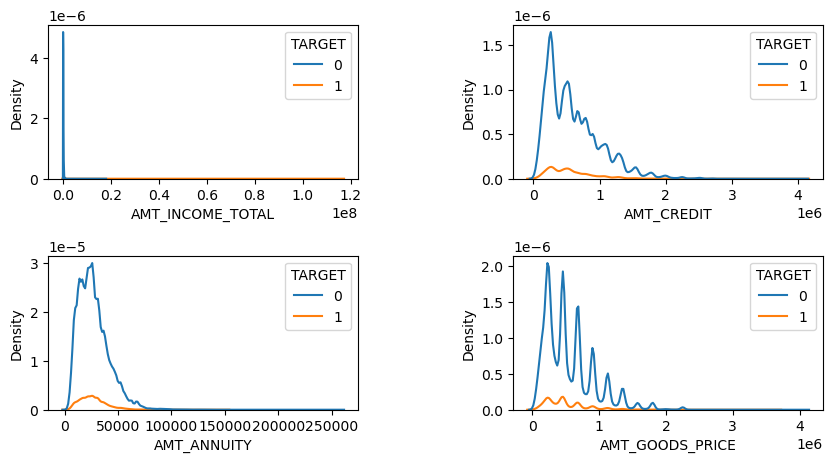 1e−6
TARGET
0
1
Density
4
2
0
0.0 0.2 0.4 0.6 0.8 1.0 1.2
1e8
AMT_INCOME_TOTAL
1e−6
TARGET
0
1
Density
1.5
1.0
0.5
0.0
0 1 2 3 4
1e6
AMT_CREDIT
1e−5
TARGET
0
1
Density
3
2
1
0
0 50000 100000 150000 200000 250000
AMT_ANNUITY
1e−6
TARGET
0
1
Density
2.0
1.5
1.0
0.5
0.0
0 1 2 3 4
1e6
AMT_GOODS_PRICE